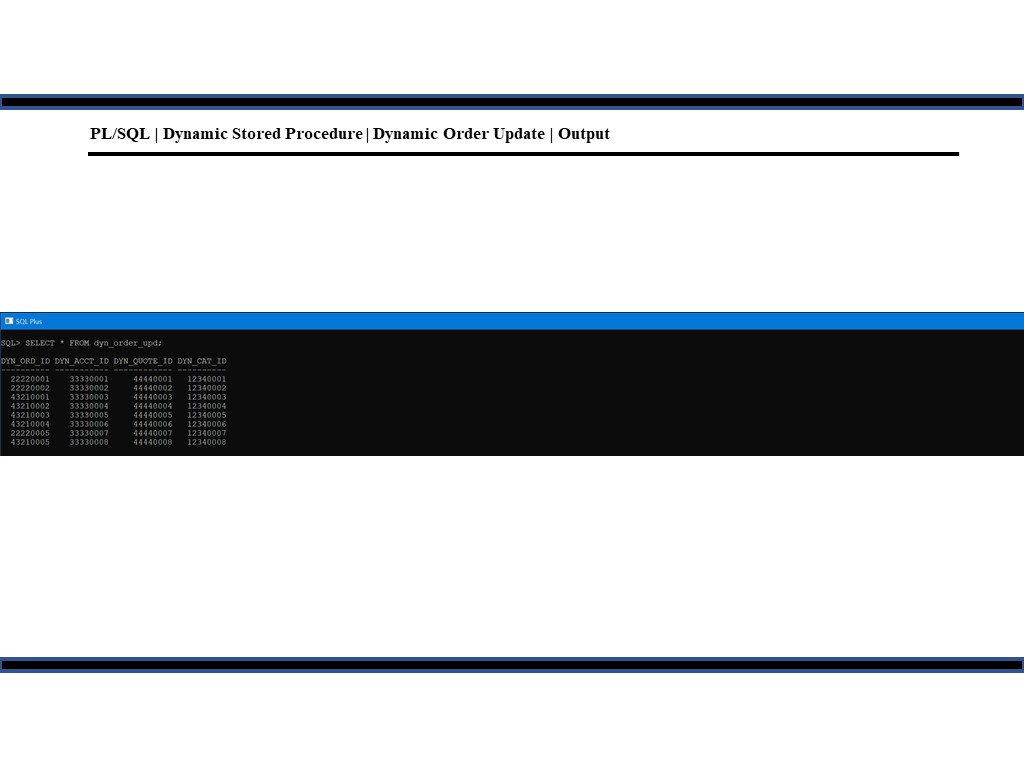 PL/SQL | Dynamic Stored Procedure | Dynamic Order Update | Output
SQL Plus
SQL> SELECT * FROM dyn_order_upd;
DYN_ORD_ID DYN_ACCT_ID DYN_QUOTE_ID DYN_CAT_ID
---------- ----------- ------------ ----------
22220001 33330001 44440001 12340001
22220002 33330002 44440002 12340002
43210001 33330003 44440003 12340003
43210002 33330004 44440004 12340004
43210003 33330005 44440005 12340005
43210004 33330006 44440006 12340006
22220005 33330007 44440007 12340007
43210005 33330008 44440008 12340008